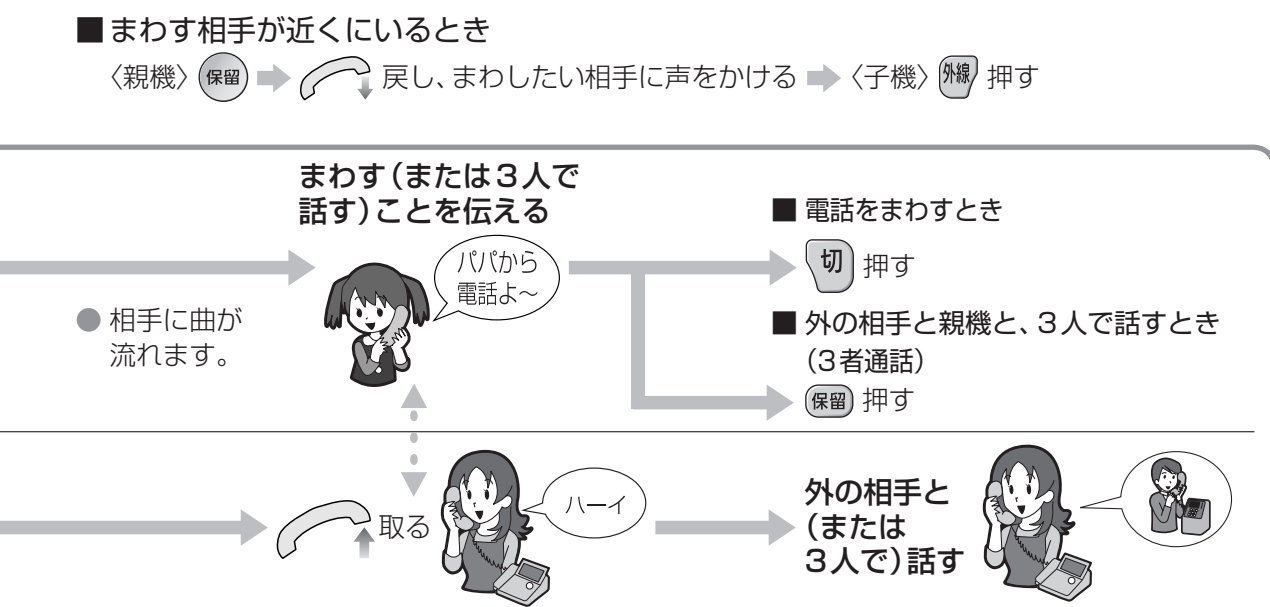 ■ まわす相手が近くにいるとき
〈親機〉 保留 戻し、まわしたい相手に声をかける 〈子機〉 外線 押す
まわす(または3人で
話す)ことを伝える
パパから
電話よ〜
● 相手に曲が
流れます。
■ 電話をまわすとき
切 押す
■ 外の相手と親機と、3人で話すとき
(3者通話)
保留 押す
取る
ハーイ
外の相手と
(または
3人で)話す